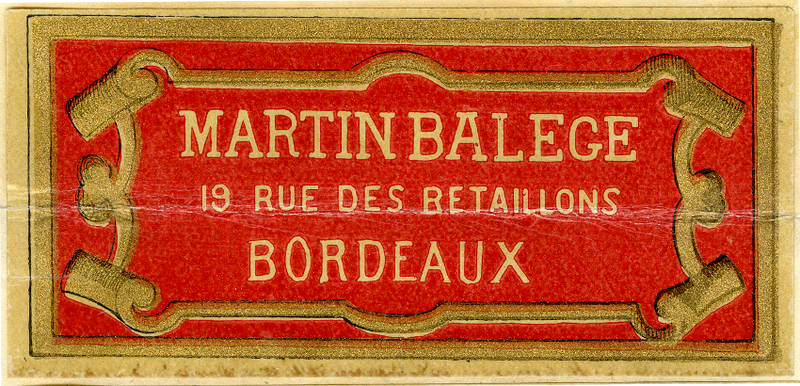 MARTIN BALEGE
19 RUE DES RETAILLONS
BORDEAUX